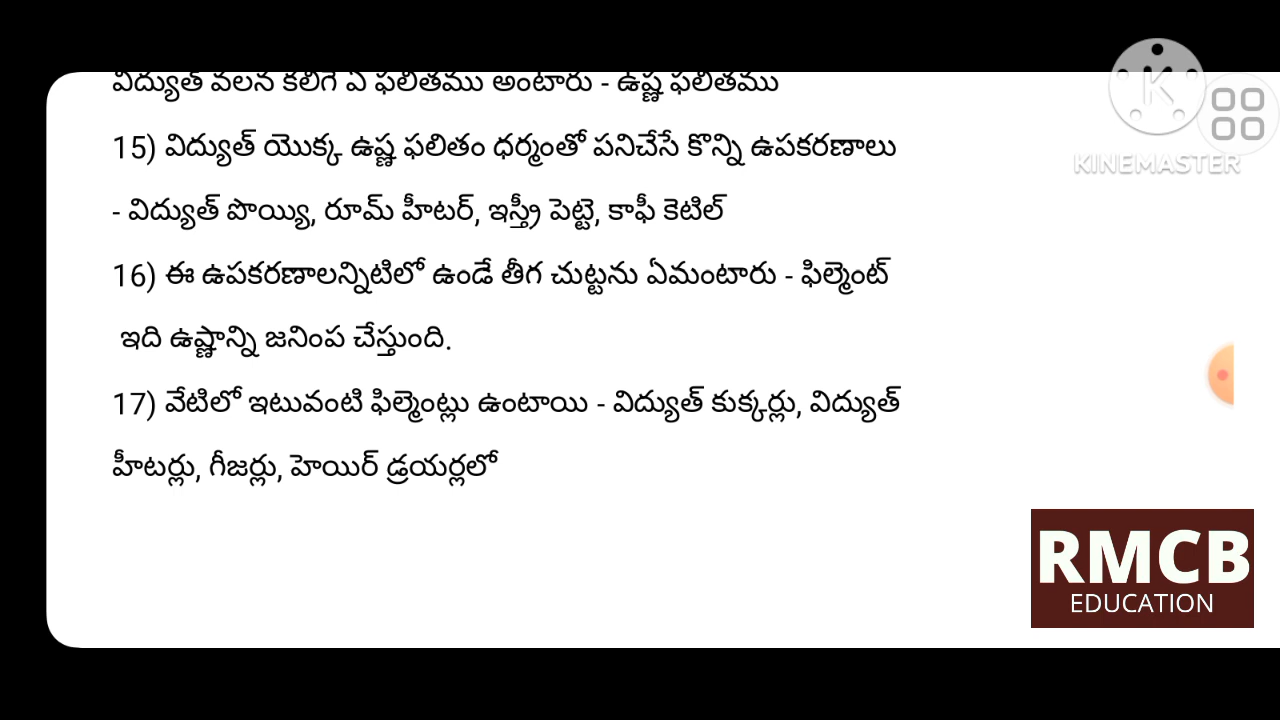 విద్యుత్ వలన కలిగే ఏ ఫలితము అంటారు - ఉష్ణ ఫలితము
15) విద్యుత్ యొక్క ఉష్ణ ఫలితం ధర్మంతో పనిచేసే కొన్ని ఉపకరణాలు
- విద్యుత్ పొయ్యి, రూమ్ హీటర్, ఇస్త్రీ పెట్టె, కాఫీ కెటిల్
16) ఈ ఉపకరణాలన్నిటిలో ఉండే తీగ చుట్టను ఏమంటారు - ఫిల్మెంట్
ఇది ఉష్ణాన్ని జనింప చేస్తుంది.
17) వేటిలో ఇటువంటి ఫిల్మెంట్లు ఉంటాయి - విద్యుత్ కుక్కర్లు, విద్యుత్
హీటర్లు, గీజర్లు, హెయిర్ డ్రయర్లలో
K
KINEMASTER
RMCB
EDUCATION